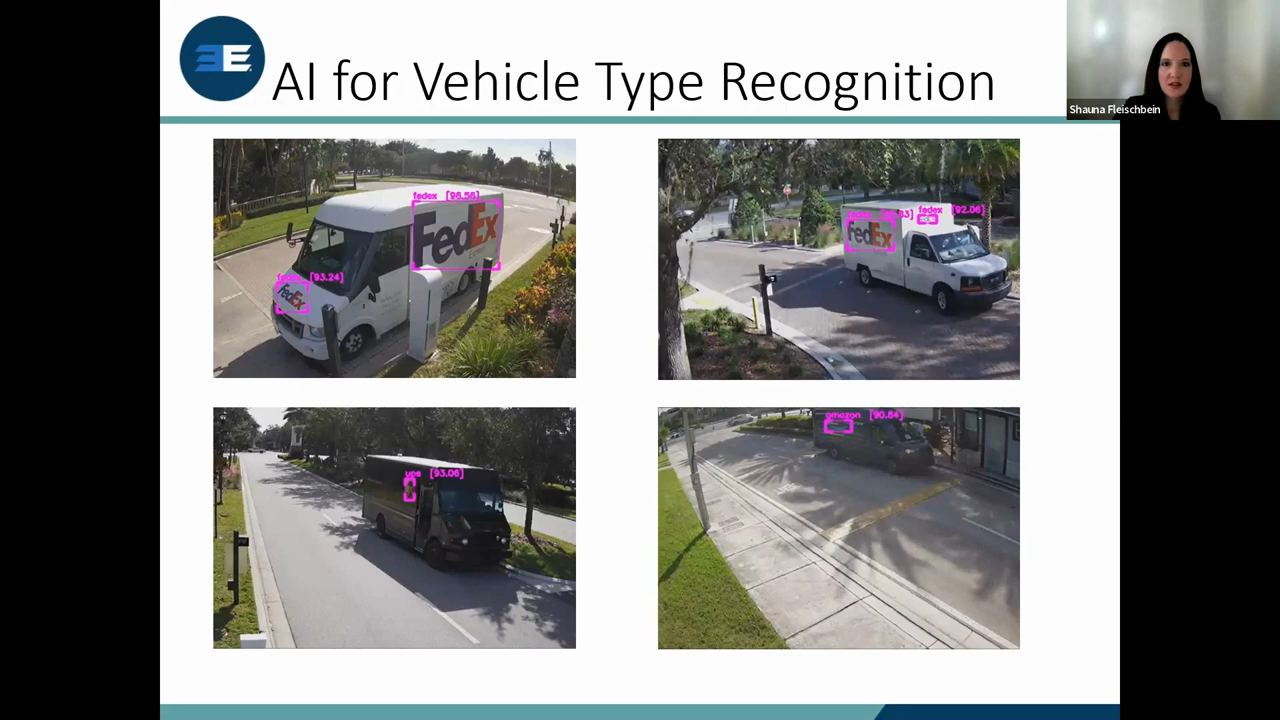 AI for Vehicle Type Recognition
Shauna Fleischbein
fedex [96.56]
FedEx
fedex [93.24]
FedEx
fedex [92.06]
FedEx
ups [93.06]
amazon [90.84]